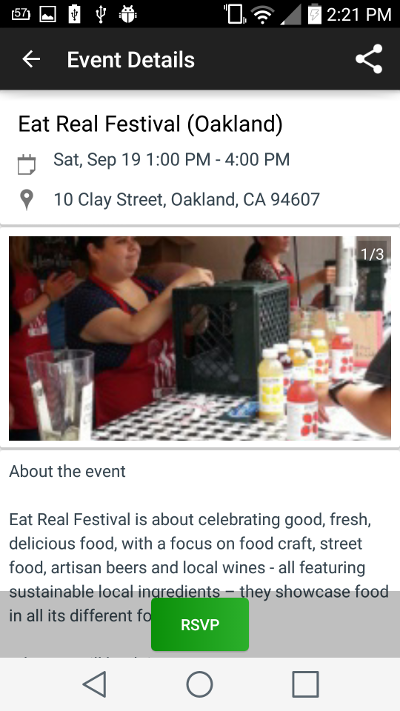 57
2:21 PM
Event Details
Eat Real Festival (Oakland)
Sat, Sep 19 1:00 PM - 4:00 PM
10 Clay Street, Oakland, CA 94607
1/3
About the event
Eat Real Festival is about celebrating good, fresh,
delicious food, with a focus on food craft, street
food, artisan beers and local wines - all featuring
sustainable local ingredients – they showcase food
in all its different fo
RSVP